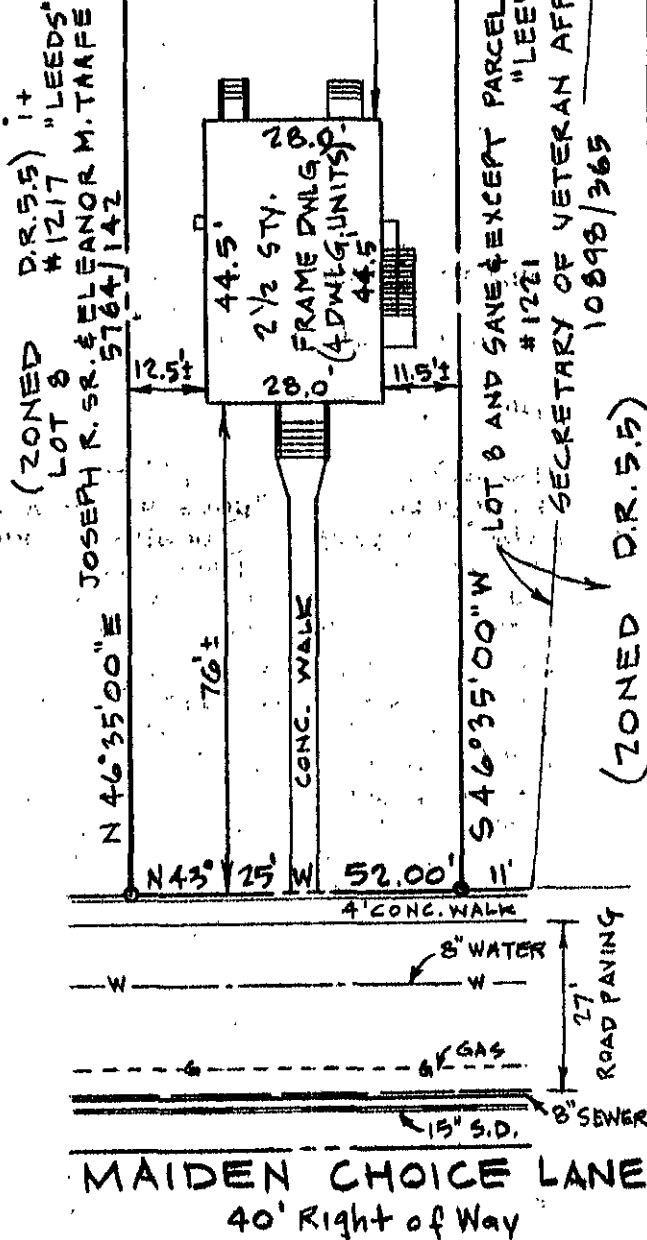 (ZONED D.R.5.5)
LOT 8 #1217 "LEEDS"
JOSEPH R. SR. & ELEANOR M. TAAFE
5764/142
N 46°35'00"E
28.0'
44.5'
2 1/2 STY.
FRAME DWLG
(4 DWLG. UNITS)
44.5
28.0'
12.5'±
11.5'±
76'±
CONC. WALK
S 46°35'00"W
LOT 8 AND SAVE & EXCEPT PARCEL
#1221 "LEE
SECRETARY OF VETERAN AFF
10898/365
(ZONED D.R.5.5)
N 43° 25' W 52.00' 11'
4' CONC. WALK
8" WATER
W W
27'
ROAD PAVING
G G GAS
8" SEWER
15" S.D.
MAIDEN CHOICE LANE
40' Right of Way